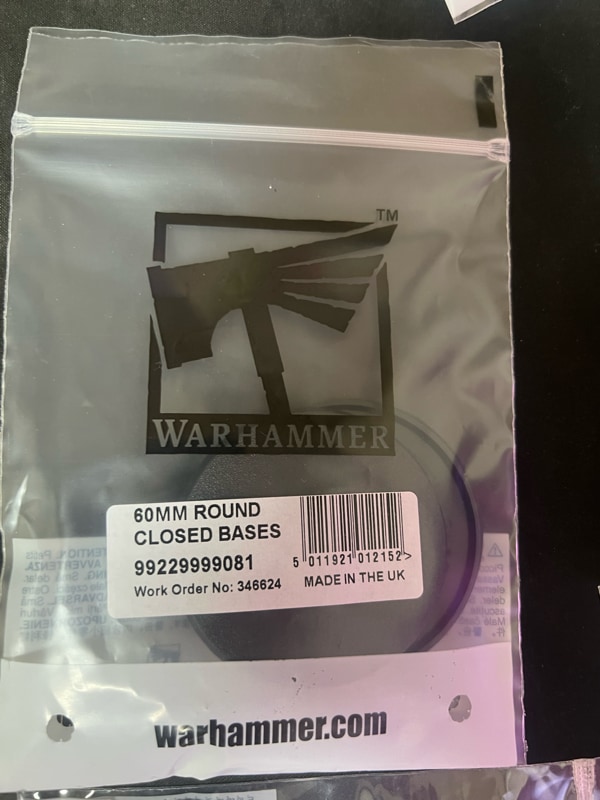 TM
WARHAMMER
60MM ROUND
CLOSED BASES
99229999081
Work Order No: 346624
5 011921 012152 >
MADE IN THE UK
warhammer.com